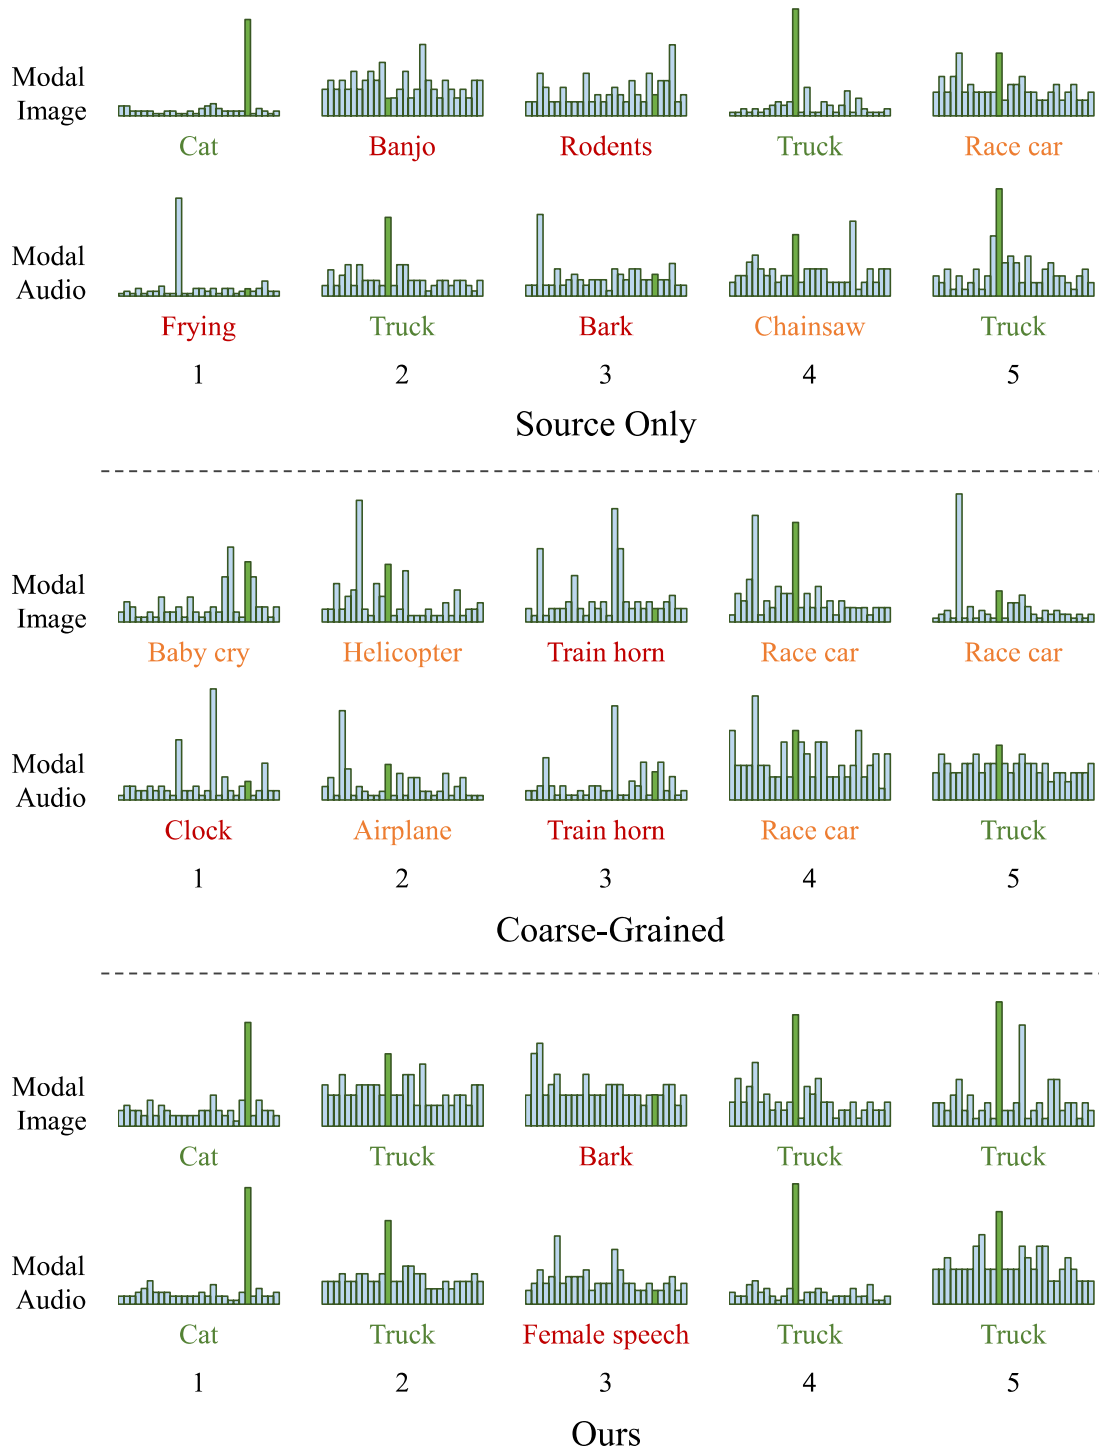 Modal
Image
Cat Banjo Rodents Truck Race car
Modal
Audio
Frying Truck Bark Chainsaw Truck
1 2 3 4 5
Source Only
Modal
Image
Baby cry Helicopter Train horn Race car Race car
Modal
Audio
Clock Airplane Train horn Race car Truck
1 2 3 4 5
Coarse-Grained
Modal
Image
Cat Truck Bark Truck Truck
Modal
Audio
Cat Truck Female speech Truck Truck
1 2 3 4 5
Ours